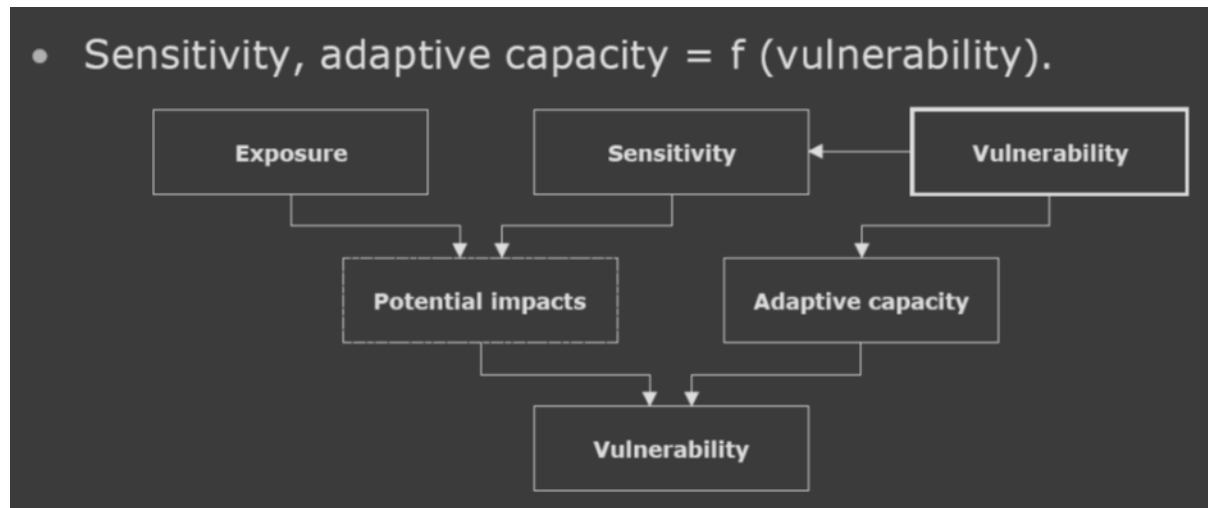 • Sensitivity, adaptive capacity = f (vulnerability).
Exposure
Sensitivity
Vulnerability
Potential impacts
Adaptive capacity
Vulnerability